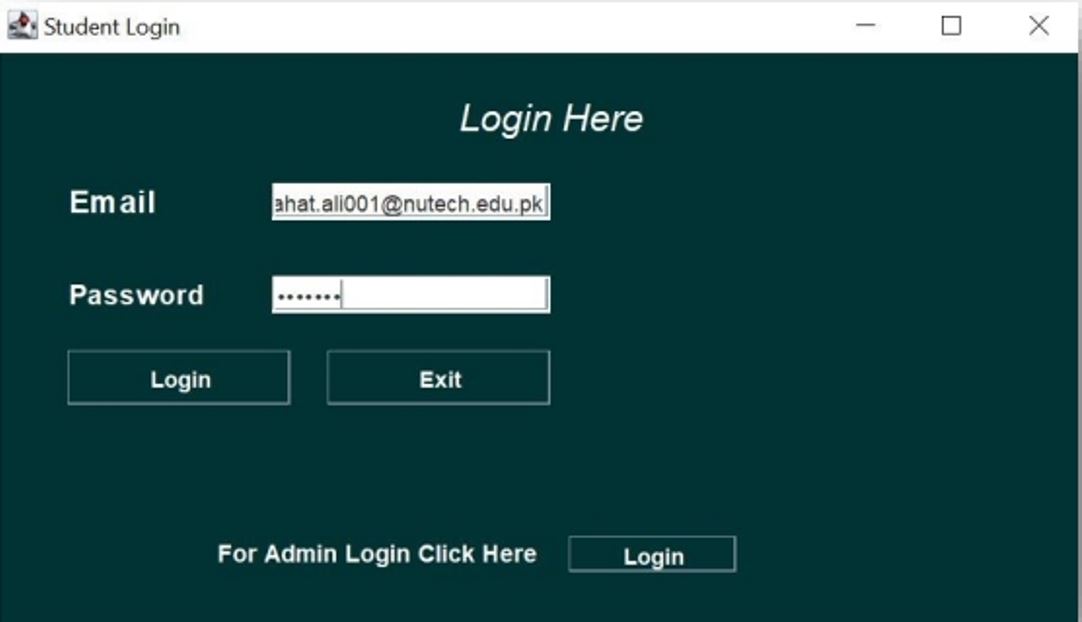 Student Login
Login Here
Email ahat.ali001@nutech.edu.pk
Password •••••••
Login Exit
For Admin Login Click Here Login